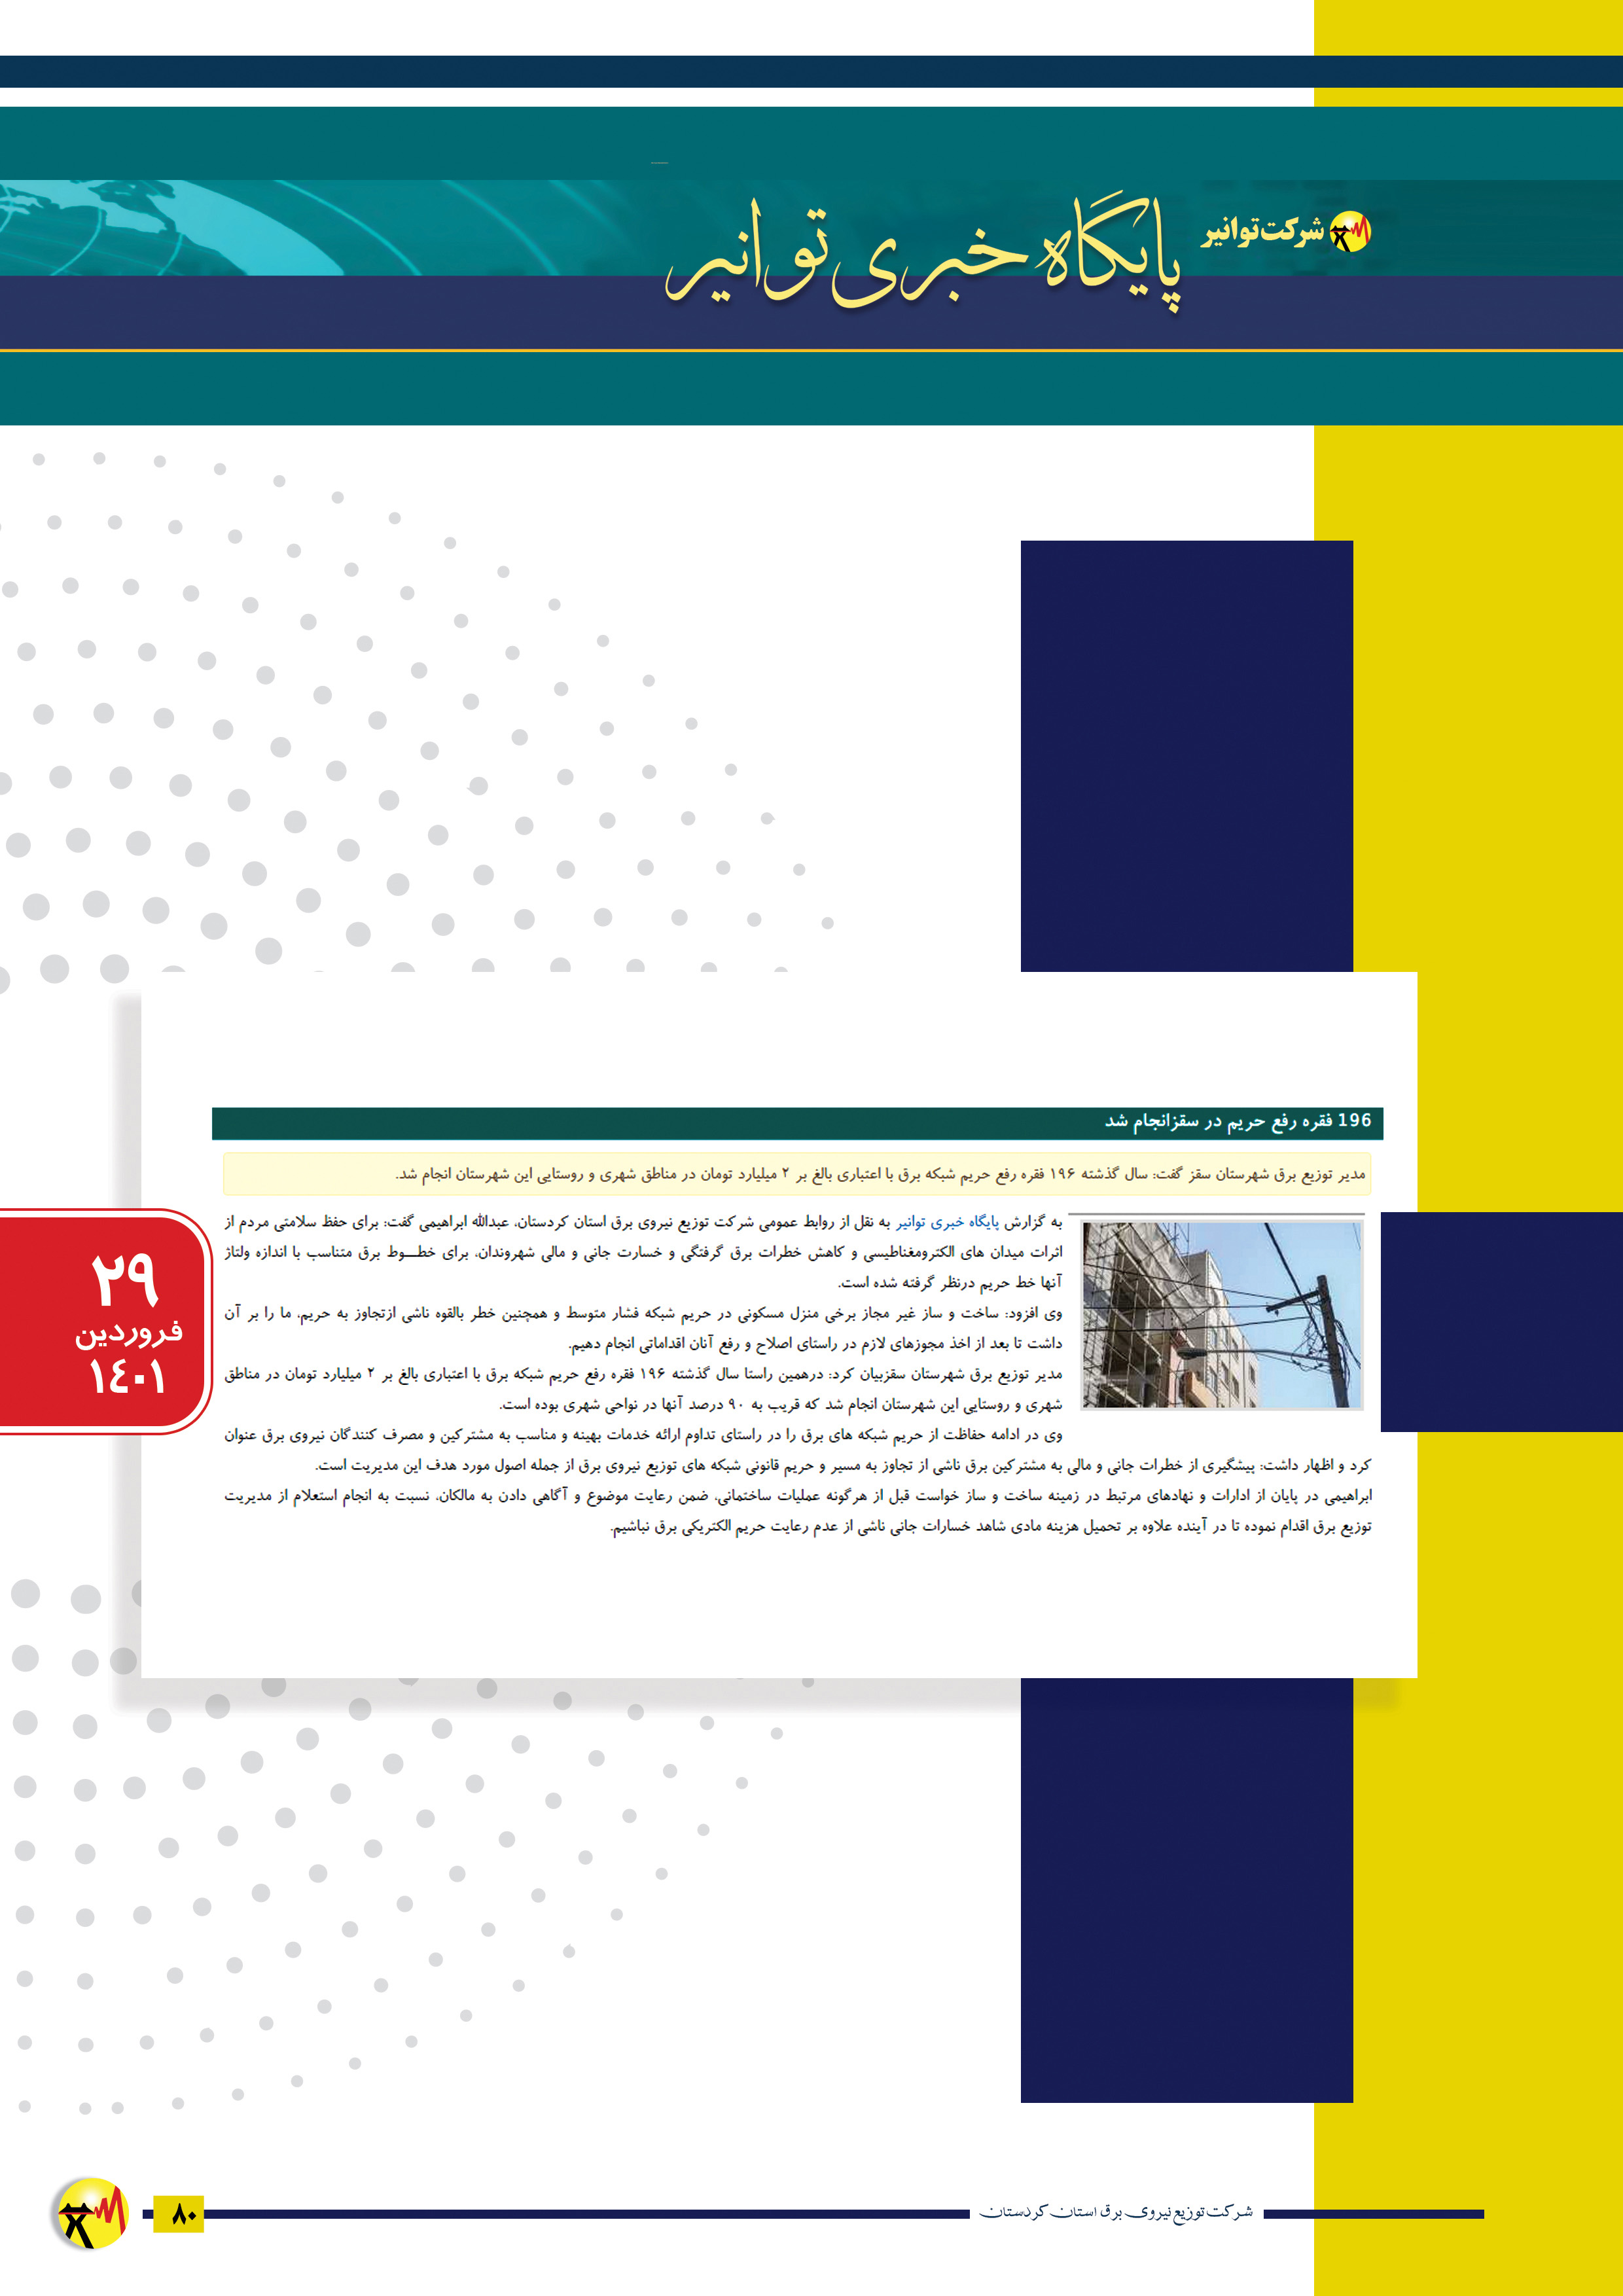 شرکت توانیر
پایگاه خبری توانیر
196 فقره رفع حریم در سقزانجام شد
مدیر توزیع برق شهرستان سقز گفت: سال گذشته ۱۹۶ فقره رفع حریم شبکه برق با اعتباری بالغ بر ۲ میلیارد تومان در مناطق شهری و روستایی این شهرستان انجام شد.
به گزارش پایگاه خبری توانیر به نقل از روابط عمومی شرکت توزیع نیروی برق استان کردستان، عبدالله ابراهیمی گفت: برای حفظ سلامتی مردم از
اثرات میدان های الکترومغناطیسی و کاهش خطرات برق گرفتگی و خسارت جانی و مالی شهروندان، برای خطــوط برق متناسب با اندازه ولتاژ
آنها خط حریم درنظر گرفته شده است.
وی افزود: ساخت و ساز غیر مجاز برخی منزل مسکونی در حریم شبکه فشار متوسط و همچنین خطر بالقوه ناشی ازتجاوز به حریم، ما را بر آن
داشت تا بعد از اخذ مجوزهای لازم در راستای اصلاح و رفع آنان اقداماتی انجام دهیم.
مدیر توزیع برق شهرستان سقزبیان کرد: درهمین راستا سال گذشته ۱۹۶ فقره رفع حریم شبکه برق با اعتباری بالغ بر ۲ میلیارد تومان در مناطق
شهری و روستایی این شهرستان انجام شد که قریب به ۹۰ درصد آنها در نواحی شهری بوده است.
وی در ادامه حفاظت از حریم شبکه های برق را در راستای تداوم ارائه خدمات بهینه و مناسب به مشترکین و مصرف کنندگان نیروی برق عنوان
کرد و اظهار داشت: پیشگیری از خطرات جانی و مالی به مشترکین برق ناشی از تجاوز به مسیر و حریم قانونی شبکه های توزیع نیروی برق از جمله اصول مورد هدف این مدیریت است.
ابراهیمی در پایان از ادارات و نهادهای مرتبط در زمینه ساخت و ساز خواست قبل از هرگونه عملیات ساختمانی، ضمن رعایت موضوع و آگاهی دادن به مالکان، نسبت به انجام استعلام از مدیریت
توزیع برق اقدام نموده تا در آینده علاوه بر تحمیل هزینه مادی شاهد خسارات جانی ناشی از عدم رعایت حریم الکتریکی برق نباشیم.
۲۹
فروردین
۱٤۰۱
شرکت توزیع نیروی برق استان کردستان
۸۰